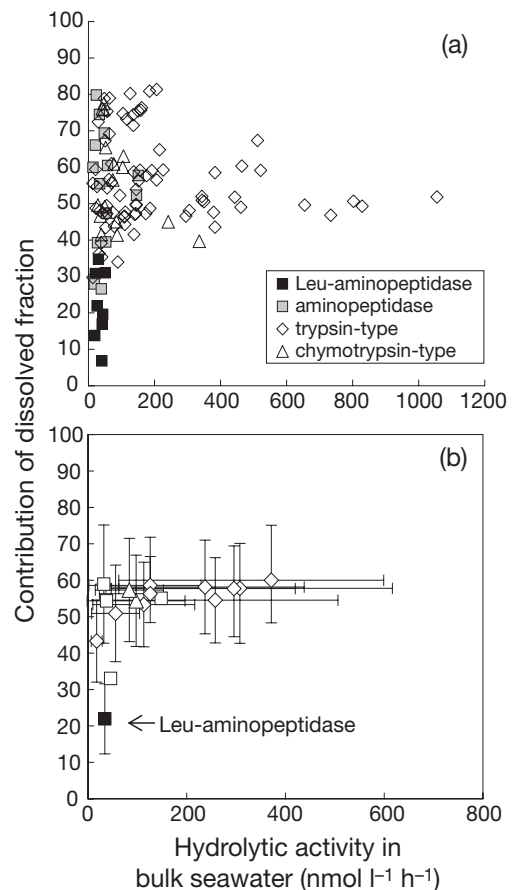 100
90
80
70
60
50
40
30
20
10
0
(a)
Leu-aminopeptidase
aminopeptidase
trypsin-type
chymotrypsin-type
0 200 400 600 800 1000 1200
Contribution of dissolved fraction
100
90
80
70
60
50
40
30
20
10
0
(b)
Leu-aminopeptidase
0 200 400 600 800
Hydrolytic activity in
bulk seawater (nmol l⁻¹ h⁻¹)